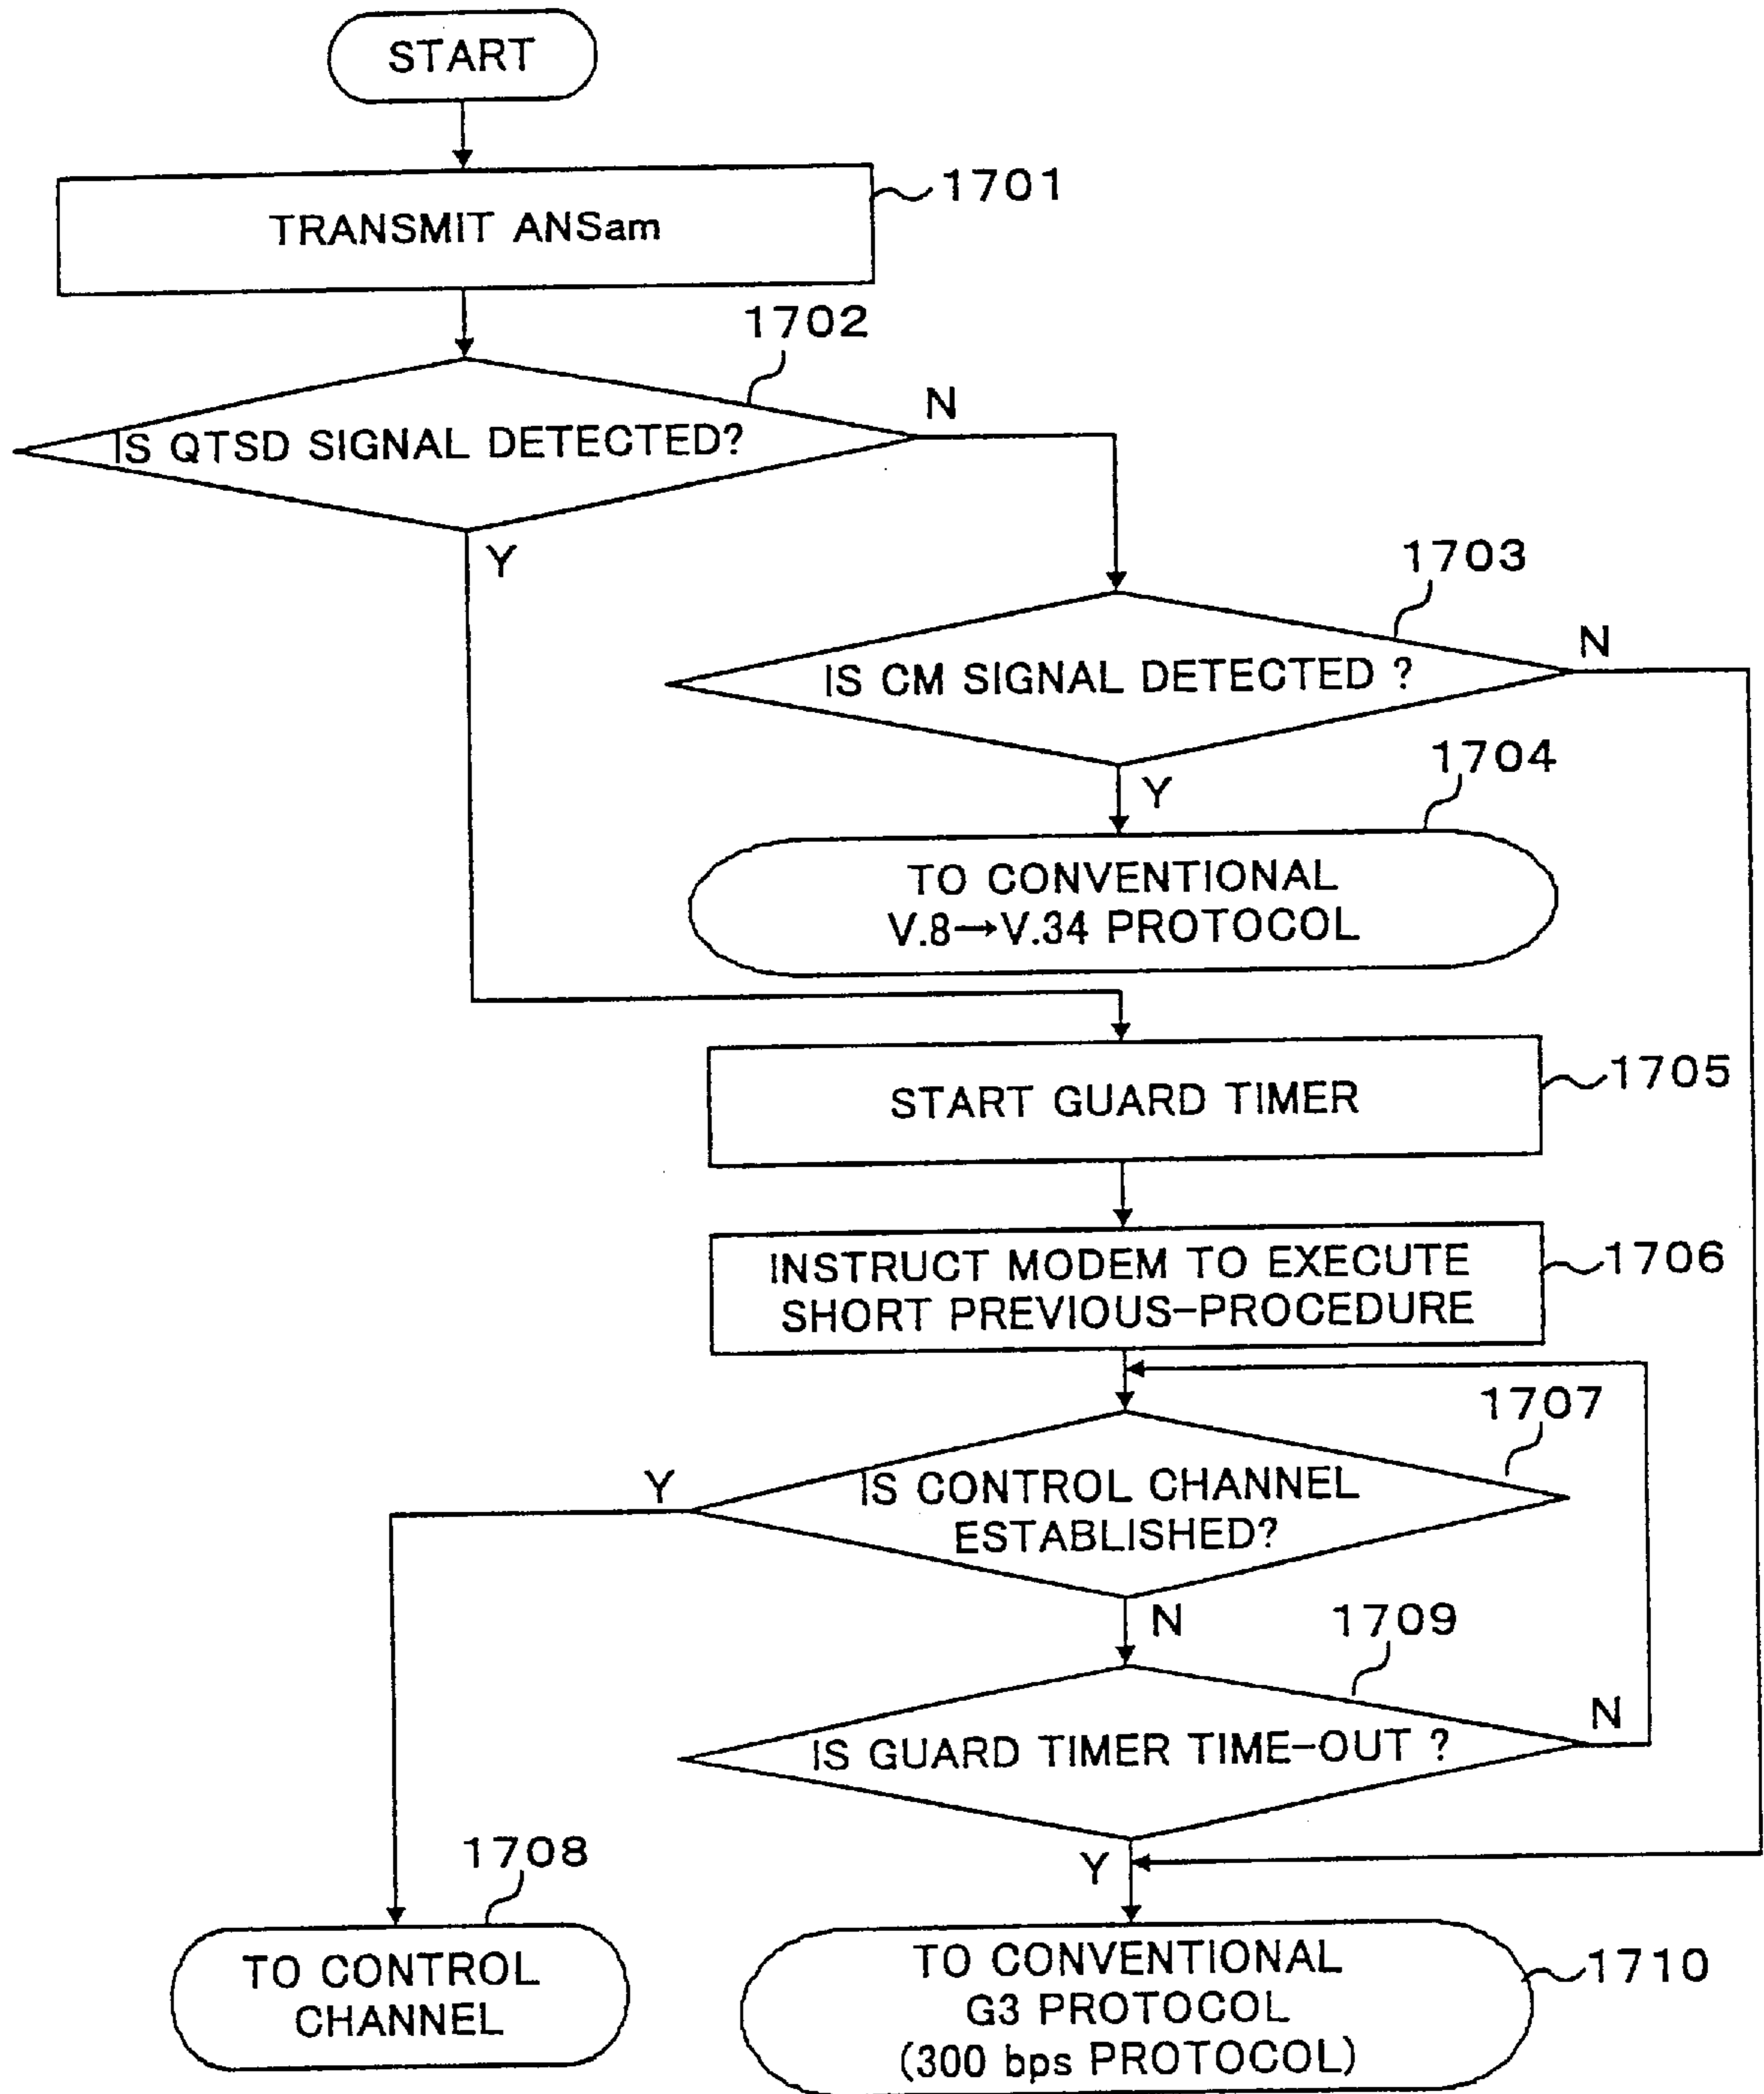 START
1701
TRANSMIT ANSam
1702
N
IS QTSD SIGNAL DETECTED?
Y
1703
N
IS CM SIGNAL DETECTED ?
1704
Y
TO CONVENTIONAL
V.8→V.34 PROTOCOL
1705
START GUARD TIMER
1706
INSTRUCT MODEM TO EXECUTE
SHORT PREVIOUS-PROCEDURE
1707
Y
IS CONTROL CHANNEL
ESTABLISHED?
N
1709
N
IS GUARD TIMER TIME-OUT ?
Y
1708
TO CONTROL
CHANNEL
TO CONVENTIONAL
G3 PROTOCOL
(300 bps PROTOCOL)
1710